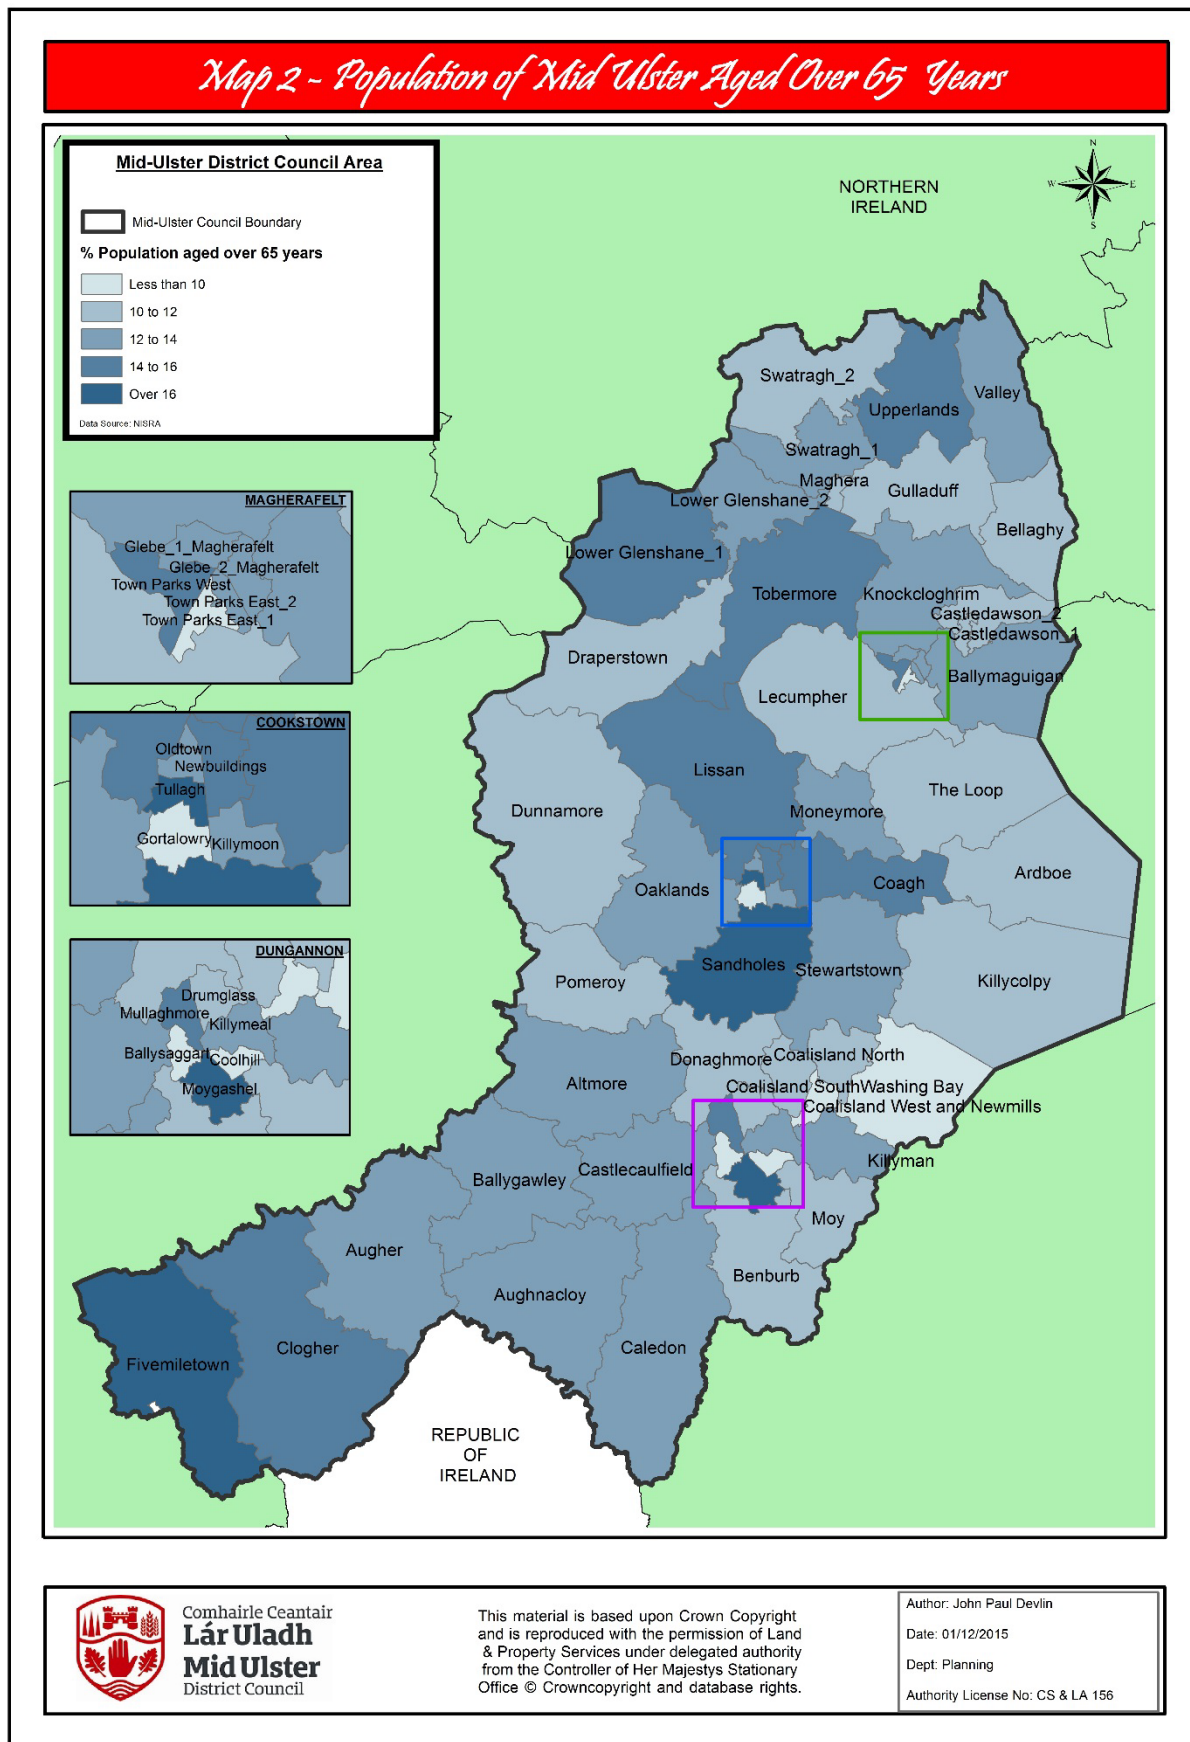 Map 2 - Population of Mid Ulster Aged Over 65 Years
Mid-Ulster District Council Area
Mid-Ulster Council Boundary
% Population aged over 65 years
Less than 10
10 to 12
12 to 14
14 to 16
Over 16
Data Source: NISRA
NORTHERN
IRELAND
N
W
E
S
MAGHERAFELT
Glebe_1_Magherafelt
Glebe_2_Magherafelt
Town Parks West
Town Parks East_2
Town Parks East_1
COOKSTOWN
Oldtown
Newbuildings
Tullagh
Gortalowry
Killymoon
DUNGANNON
Drumglass
Mullaghmore
Killymeal
Ballysaggart
Coolhill
Moygashel
Swatragh_2
Valley
Upperlands
Swatragh_1
Maghera
Gulladuff
Lower Glenshane_2
Bellaghy
Lower Glenshane_1
Tobermore
Knockcloghrim
Castledawson_2
Castledawson_1
Draperstown
Ballymaguigan
Lecumpher
Lissan
The Loop
Dunnamore
Moneymore
Ardboe
Oaklands
Coagh
Sandholes
Stewartstown
Pomeroy
Killycolpy
Donaghmore
Coalisland North
Altmore
Coalisland South
Washing Bay
Coalisland West and Newmills
Killyman
Castlecaulfield
Ballygawley
Moy
Augher
Benburb
Aughnacloy
Caledon
Clogher
Fivemiletown
REPUBLIC
OF
IRELAND
Comhairle Ceantair
Lár Uladh
Mid Ulster
District Council
This material is based upon Crown Copyright
and is reproduced with the permission of Land
& Property Services under delegated authority
from the Controller of Her Majestys Stationary
Office © Crowncopyright and database rights.
Author: John Paul Devlin
Date: 01/12/2015
Dept: Planning
Authority License No: CS & LA 156